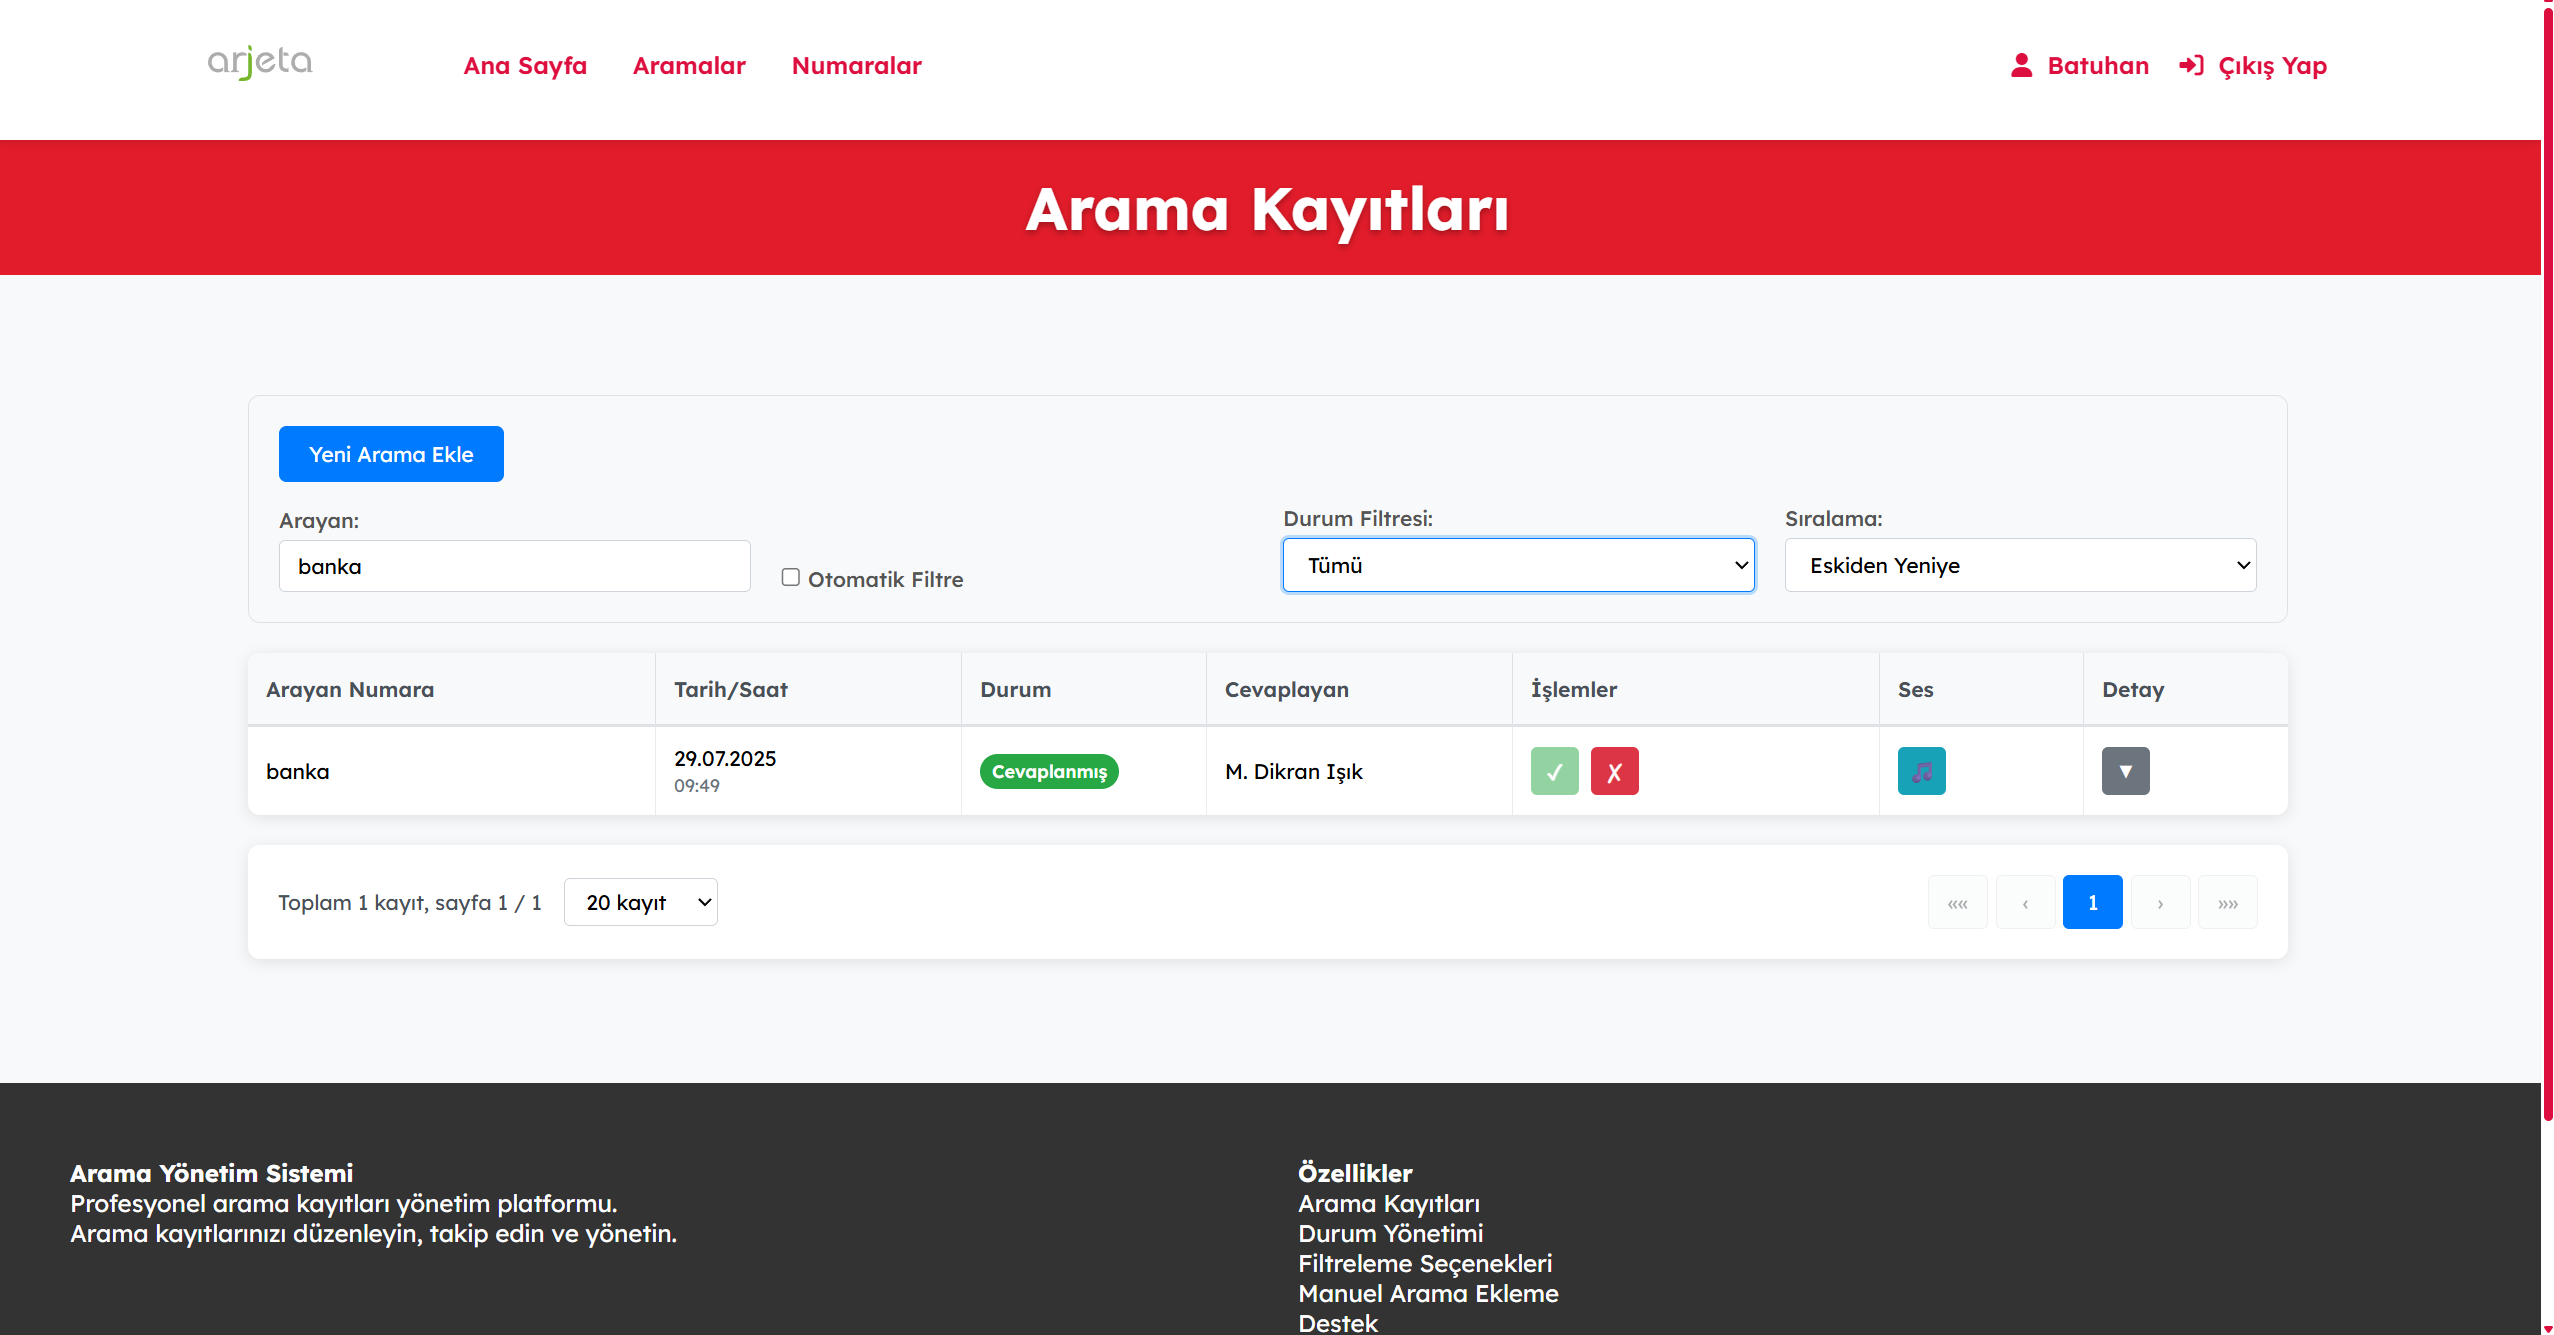 arjeta
Ana Sayfa
Aramalar
Numaralar
Batuhan
Çıkış Yap
Arama Kayıtları
Yeni Arama Ekle
Arayan:
banka
Otomatik Filtre
Durum Filtresi:
Tümü
Sıralama:
Eskiden Yeniye
Arayan Numara
Tarih/Saat
Durum
Cevaplayan
İşlemler
Ses
Detay
banka
29.07.2025
09:49
Cevaplanmış
M. Dikran Işık
✓
✗
▼
Toplam 1 kayıt, sayfa 1 / 1
20 kayıt
««
‹
1
›
»»
Arama Yönetim Sistemi
Profesyonel arama kayıtları yönetim platformu.
Arama kayıtlarınızı düzenleyin, takip edin ve yönetin.
Özellikler
Arama Kayıtları
Durum Yönetimi
Filtreleme Seçenekleri
Manuel Arama Ekleme
Destek